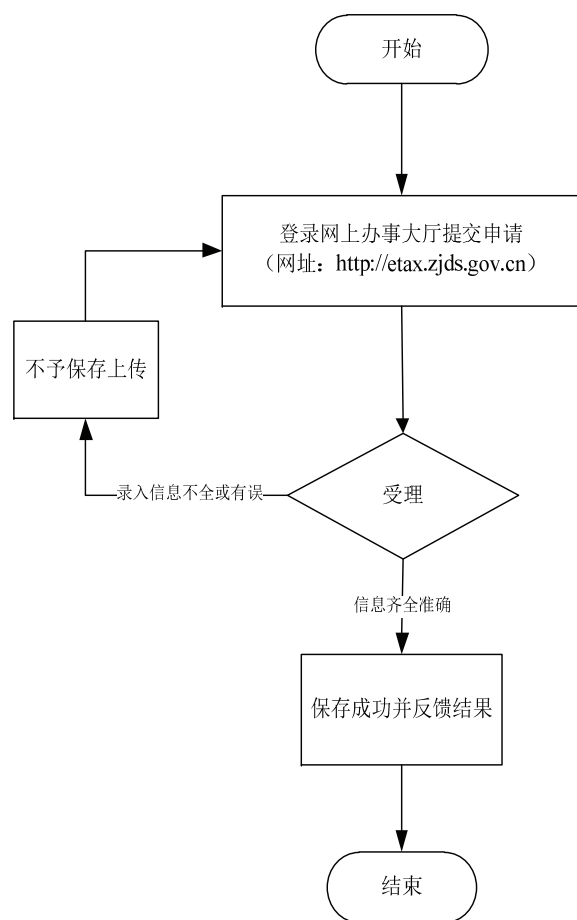 开始
登录网上办事大厅提交申请
（网址：http://etax.zjds.gov.cn）
不予保存上传
录入信息不全或有误
受理
信息齐全准确
保存成功并反馈结果
结束